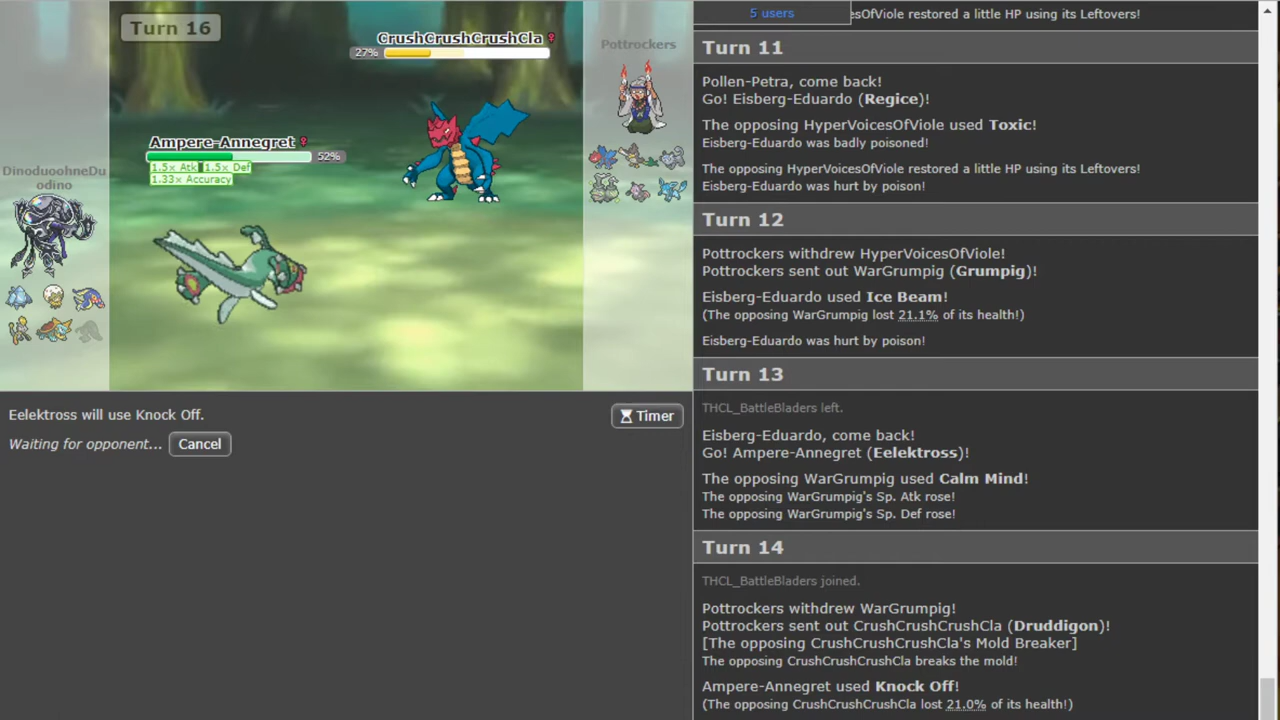 Turn 16
CrushCrushCrushCla ♀
27%
Ampere-Annegret ♀
52%
1.5× Atk 1.5× Def
1.33× Accuracy
DinoduoohneDu
odino
Pottrockers
Eelektross will use Knock Off.
Waiting for opponent... Cancel
Timer
5 users
esOfViole restored a little HP using its Leftovers!
Turn 11
Pollen-Petra, come back!
Go! Eisberg-Eduardo (Regice)!
The opposing HyperVoicesOfViole used Toxic!
Eisberg-Eduardo was badly poisoned!
The opposing HyperVoicesOfViole restored a little HP using its Leftovers!
Eisberg-Eduardo was hurt by poison!
Turn 12
Pottrockers withdrew HyperVoicesOfViole!
Pottrockers sent out WarGrumpig (Grumpig)!
Eisberg-Eduardo used Ice Beam!
(The opposing WarGrumpig lost 21.1% of its health!)
Eisberg-Eduardo was hurt by poison!
Turn 13
THCL_BattleBladers left.
Eisberg-Eduardo, come back!
Go! Ampere-Annegret (Eelektross)!
The opposing WarGrumpig used Calm Mind!
The opposing WarGrumpig's Sp. Atk rose!
The opposing WarGrumpig's Sp. Def rose!
Turn 14
THCL_BattleBladers joined.
Pottrockers withdrew WarGrumpig!
Pottrockers sent out CrushCrushCrushCla (Druddigon)!
[The opposing CrushCrushCrushCla's Mold Breaker]
The opposing CrushCrushCrushCla breaks the mold!
Ampere-Annegret used Knock Off!
(The opposing CrushCrushCrushCla lost 21.0% of its health!)